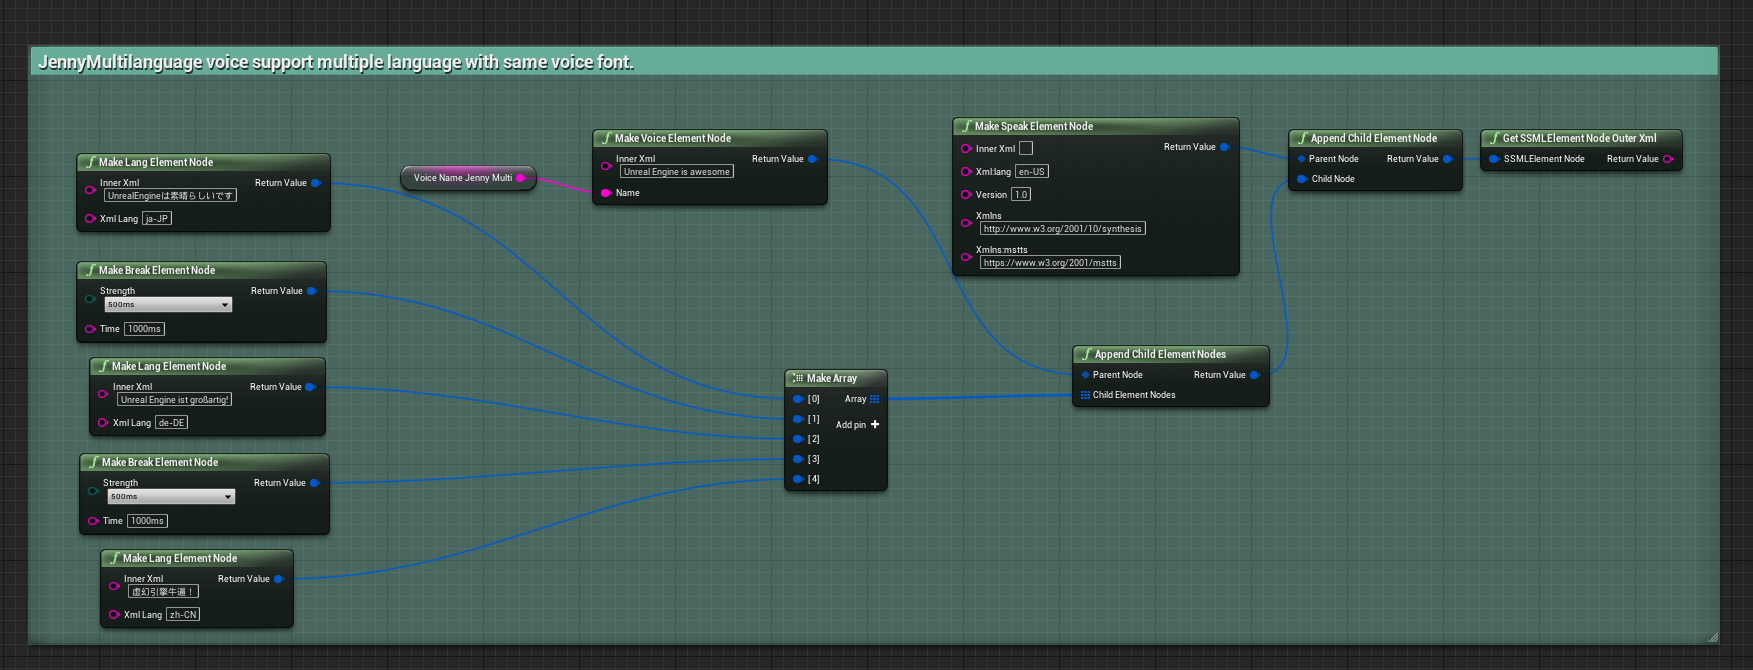 JennyMultilanguage voice support multiple language with same voice font.
Make Lang Element Node
Inner Xml
Return Value
UnrealEngineは素晴らしいです
Xml Lang ja-JP
Make Break Element Node
Strength
Return Value
500ms
Time 1000ms
Make Lang Element Node
Inner Xml
Return Value
Unreal Engine ist großartig!
Xml Lang de-DE
Make Break Element Node
Strength
Return Value
500ms
Time 1000ms
Make Lang Element Node
Inner Xml
Return Value
虚幻引擎牛逼！
Xml Lang zh-CN
Voice Name Jenny Multi
Make Voice Element Node
Inner Xml
Return Value
Unreal Engine is awesome
Name
Make Array
[0] Array
[1]
Add pin
[2]
[3]
[4]
Make Speak Element Node
Inner Xml
Return Value
Xml:lang en-US
Version 1.0
Xmlns
http://www.w3.org/2001/10/synthesis
Xmlns:mstts
https://www.w3.org/2001/mstts
Append Child Element Nodes
Parent Node Return Value
Child Element Nodes
Append Child Element Node
Parent Node Return Value
Child Node
Get SSMLElement Node Outer Xml
SSMLElement Node Return Value